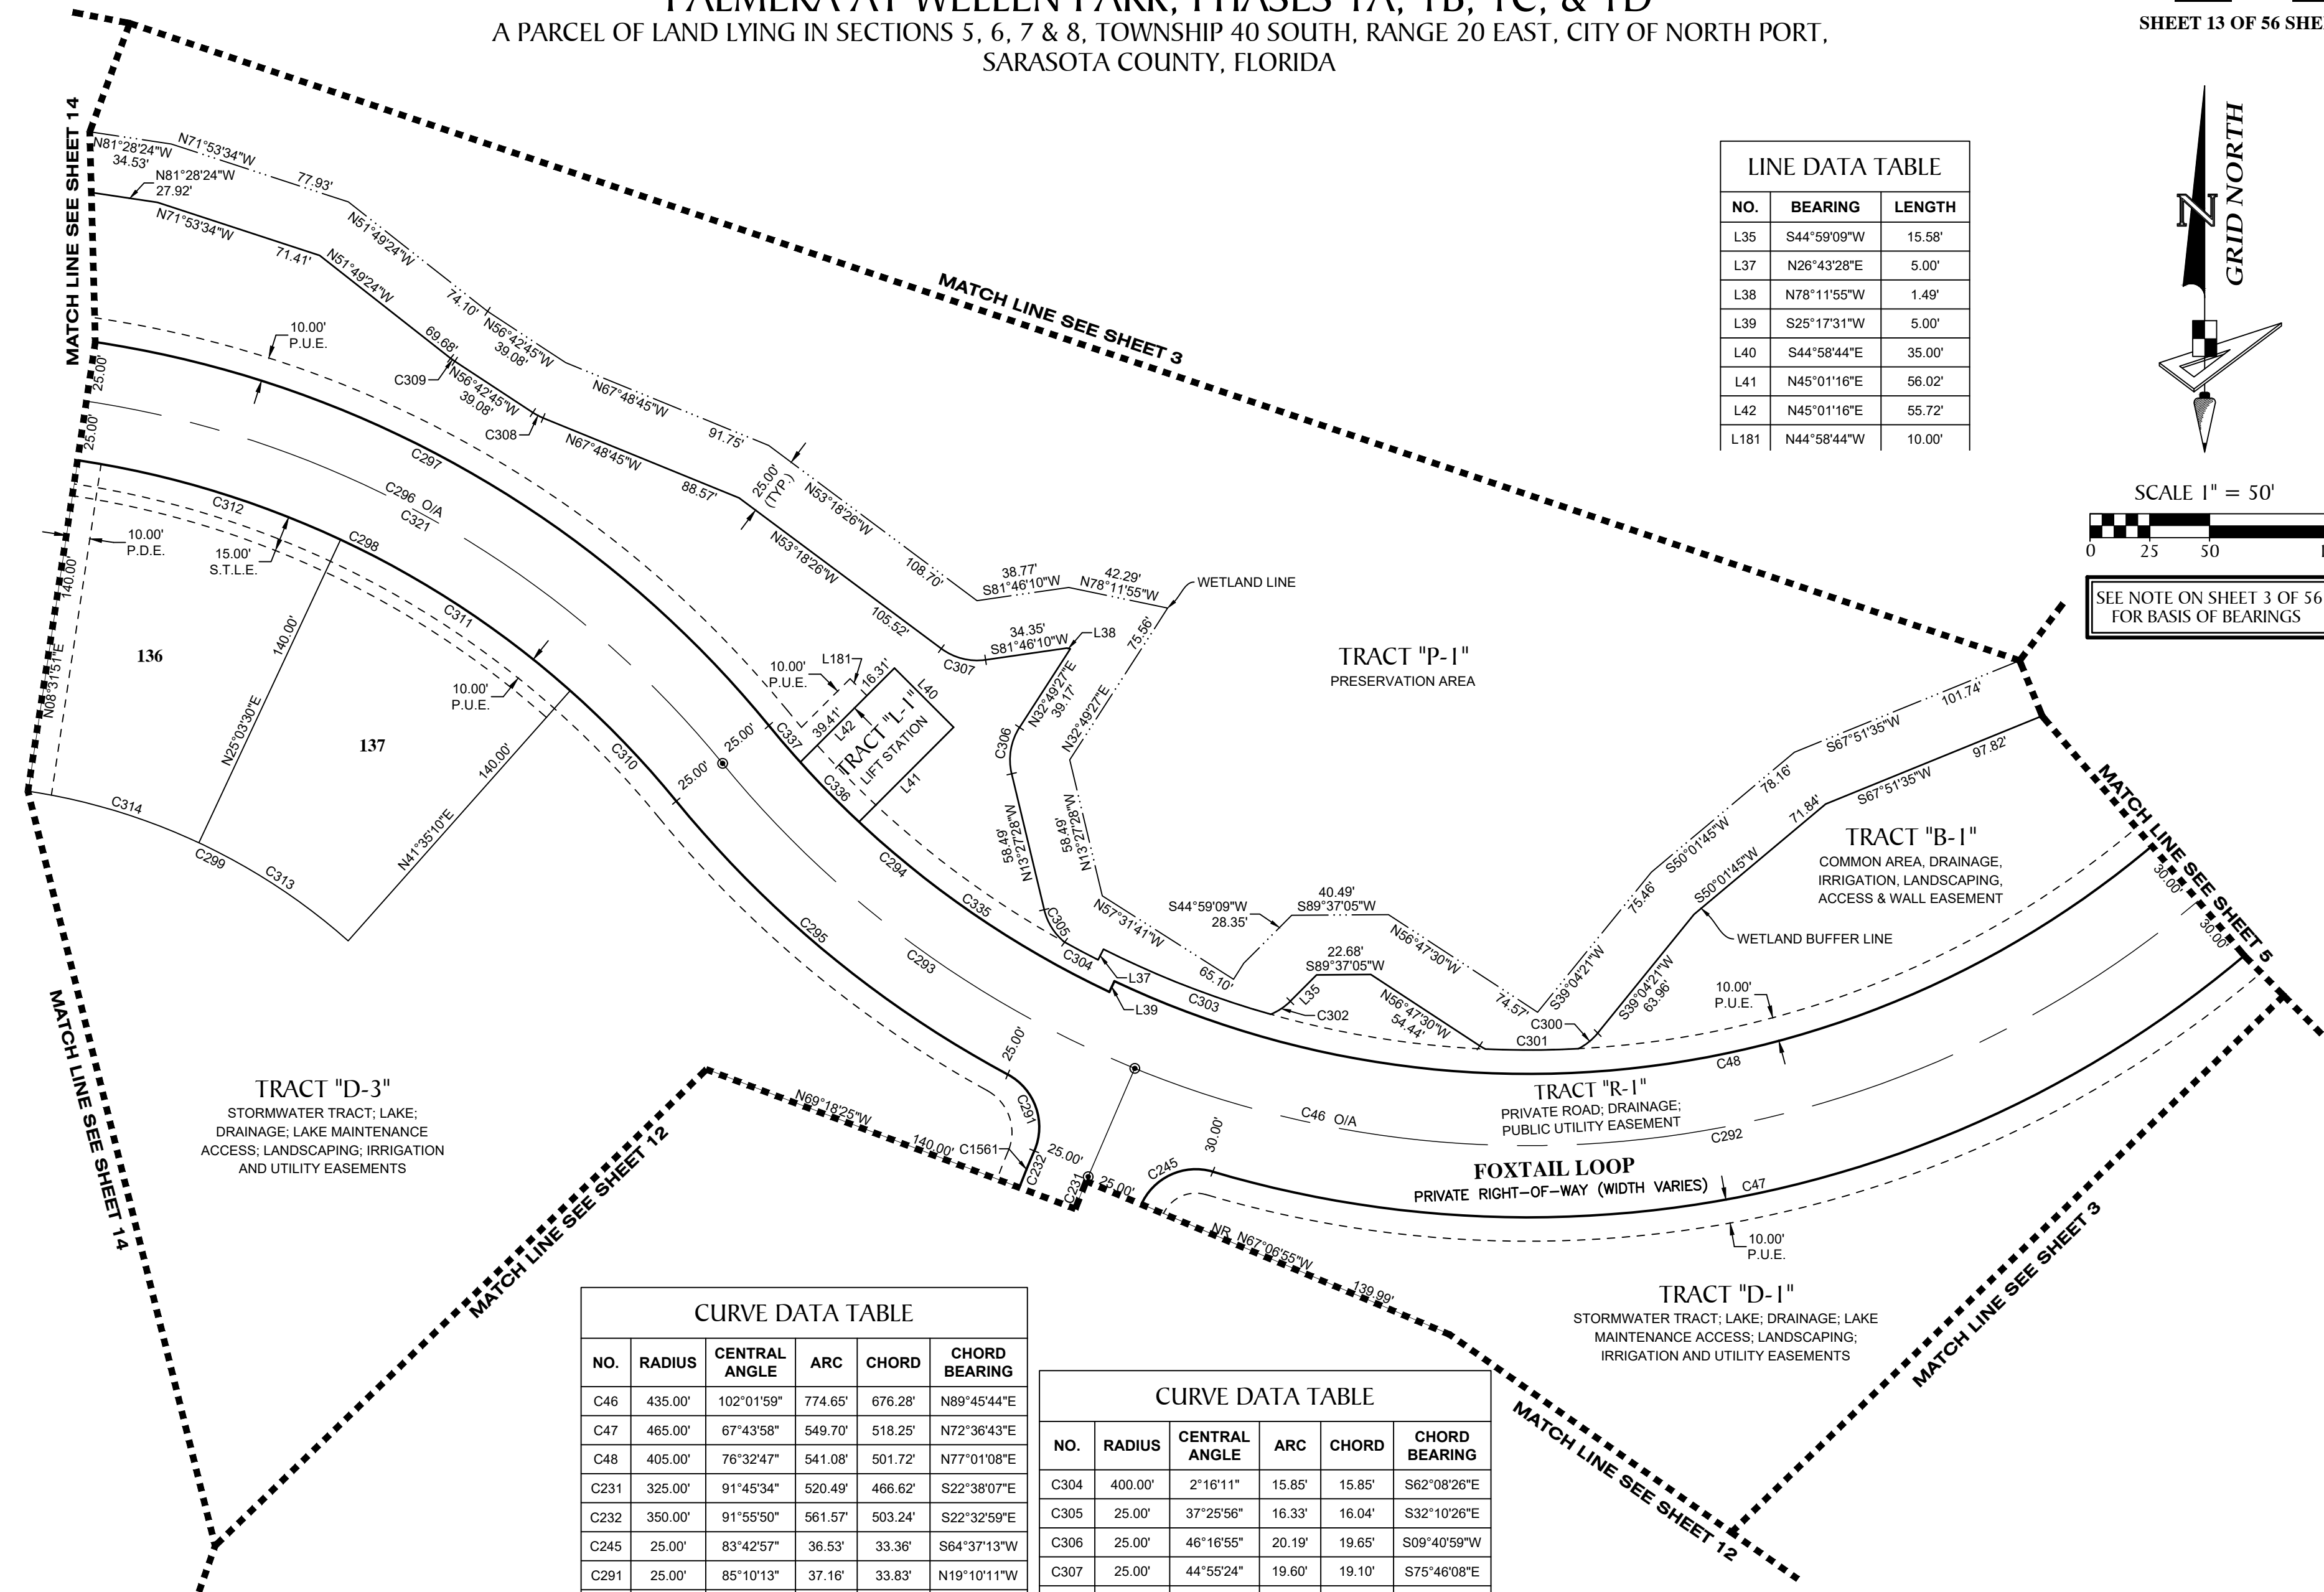 PALMERA AT WELLEN PARK, PHASES 1A, 1B, 1C, & 1D
A PARCEL OF LAND LYING IN SECTIONS 5, 6, 7 & 8, TOWNSHIP 40 SOUTH, RANGE 20 EAST, CITY OF NORTH PORT,
SARASOTA COUNTY, FLORIDA
SHEET 13 OF 56 SHE
MATCH LINE SEE SHEET 14
N81°28'24"W
34.53'
N71°53'34"W
77.93'
N81°28'24"W
27.92'
N71°53'34"W
71.41'
N51°49'24"W
74.10'
N51°49'24"W
69.68'
N56°42'45"W
39.08'
C309
N56°42'45"W
39.08'
C308
N67°48'45"W
91.75'
N67°48'45"W
88.57'
25.00'
(TYP.)
N53°18'26"W
108.70'
N53°18'26"W
105.52'
MATCH LINE SEE SHEET 3
LINE DATA TABLE
NO. BEARING LENGTH
L35 S44°59'09"W 15.58'
L37 N26°43'28"E 5.00'
L38 N78°11'55"W 1.49'
L39 S25°17'31"W 5.00'
L40 S44°58'44"E 35.00'
L41 N45°01'16"E 56.02'
L42 N45°01'16"E 55.72'
L181 N44°58'44"W 10.00'
N
GRID NORTH
SCALE 1" = 50'
0 25 50
SEE NOTE ON SHEET 3 OF 56
FOR BASIS OF BEARINGS
10.00'
P.U.E.
25.00'
25.00'
C297
C296 O/A
C321
C312
C298
C311
10.00'
P.D.E.
15.00'
S.T.L.E.
140.00'
N08°31'51"E
136
140.00'
N25°03'30"E
137
10.00'
P.U.E.
140.00'
N41°35'10"E
C314
C299
C313
C310
25.00'
25.00'
10.00'
P.U.E.
L181
16.31'
39.41'
L42
L40
TRACT "L-1"
LIFT STATION
L41
C337
C336
C307
34.35'
S81°46'10"W
L38
38.77'
S81°46'10"W
42.29'
N78°11'55"W
WETLAND LINE
75.56'
N32°49'27"E
N32°49'27"E
39.17'
C306
N13°27'28"W
58.49'
N13°27'28"W
58.49'
TRACT "P-1"
PRESERVATION AREA
C294
C335
C295
C293
C305
C304
L37
L39
C303
N57°31'41"W
65.10'
S44°59'09"W
28.35'
40.49'
S89°37'05"W
22.68'
S89°37'05"W
L35
C302
N56°47'30"W
74.57'
N56°47'30"W
54.44'
C301
C300
S39°04'21"W
75.46'
S39°04'21"W
63.96'
S50°01'45"W
78.16'
S50°01'45"W
71.84'
S67°51'35"W
101.74'
S67°51'35"W
97.82'
WETLAND BUFFER LINE
TRACT "B-1"
COMMON AREA, DRAINAGE,
IRRIGATION, LANDSCAPING,
ACCESS & WALL EASEMENT
MATCH LINE SEE SHEET 5
30.00'
30.00'
10.00'
P.U.E.
C48
TRACT "R-1"
PRIVATE ROAD; DRAINAGE;
PUBLIC UTILITY EASEMENT
C46 O/A
C292
FOXTAIL LOOP
PRIVATE RIGHT-OF-WAY (WIDTH VARIES)
C47
10.00'
P.U.E.
30.00'
C245
25.00'
C291
C1561
C232
25.00'
C231
25.00'
N69°18'25"W
140.00'
NR N67°06'55"W
139.99'
TRACT "D-3"
STORMWATER TRACT; LAKE;
DRAINAGE; LAKE MAINTENANCE
ACCESS; LANDSCAPING; IRRIGATION
AND UTILITY EASEMENTS
MATCH LINE SEE SHEET 14
MATCH LINE SEE SHEET 12
TRACT "D-1"
STORMWATER TRACT; LAKE; DRAINAGE; LAKE
MAINTENANCE ACCESS; LANDSCAPING;
IRRIGATION AND UTILITY EASEMENTS
MATCH LINE SEE SHEET 3
MATCH LINE SEE SHEET 12
CURVE DATA TABLE
NO. RADIUS CENTRAL ANGLE ARC CHORD CHORD BEARING
C46 435.00' 102°01'59" 774.65' 676.28' N89°45'44"E
C47 465.00' 67°43'58" 549.70' 518.25' N72°36'43"E
C48 405.00' 76°32'47" 541.08' 501.72' N77°01'08"E
C231 325.00' 91°45'34" 520.49' 466.62' S22°38'07"E
C232 350.00' 91°55'50" 561.57' 503.24' S22°32'59"E
C245 25.00' 83°42'57" 36.53' 33.36' S64°37'13"W
C291 25.00' 85°10'13" 37.16' 33.83' N19°10'11"W
CURVE DATA TABLE
NO. RADIUS CENTRAL ANGLE ARC CHORD CHORD BEARING
C304 400.00' 2°16'11" 15.85' 15.85' S62°08'26"E
C305 25.00' 37°25'56" 16.33' 16.04' S32°10'26"E
C306 25.00' 46°16'55" 20.19' 19.65' S09°40'59"W
C307 25.00' 44°55'24" 19.60' 19.10' S75°46'08"E